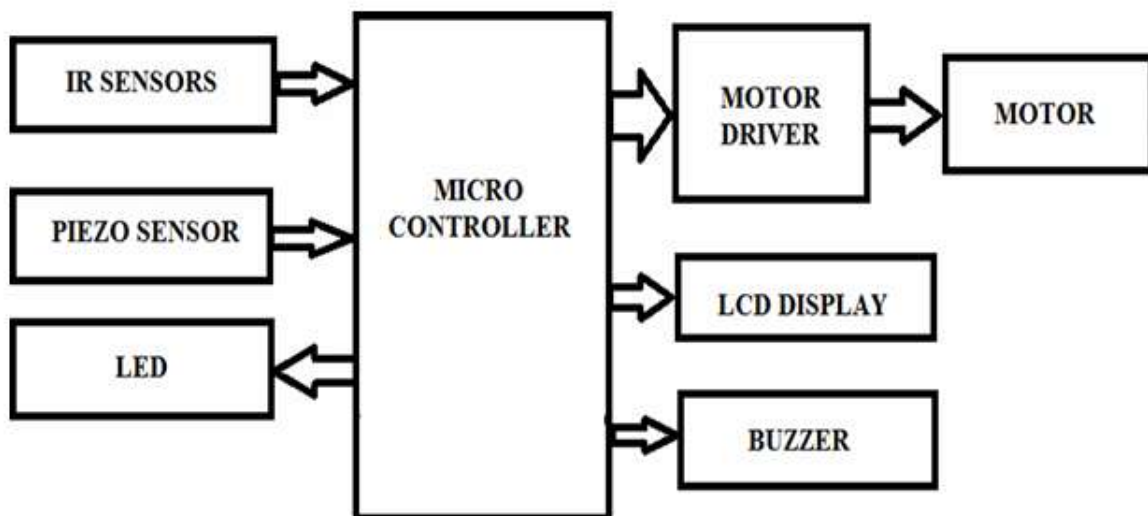 IR SENSORS
PIEZO SENSOR
LED
MICRO
CONTROLLER
MOTOR
DRIVER
MOTOR
LCD DISPLAY
BUZZER